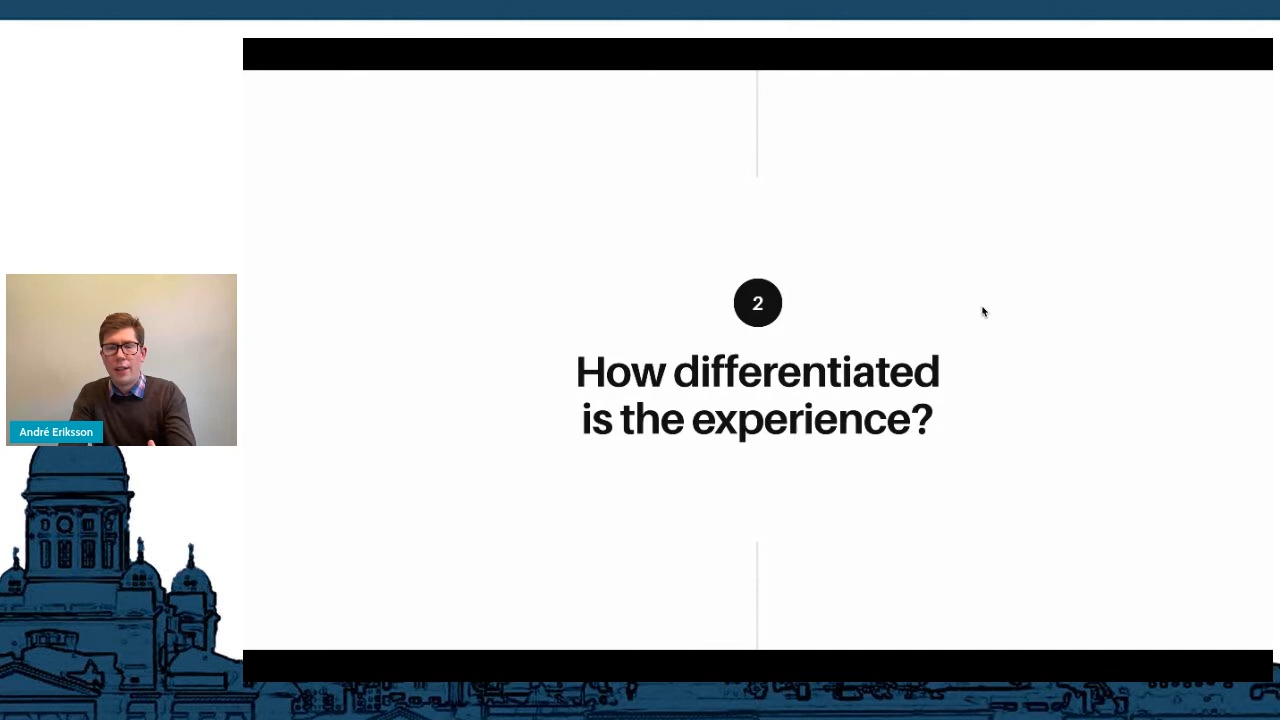 André Eriksson
2
How differentiated
is the experience?